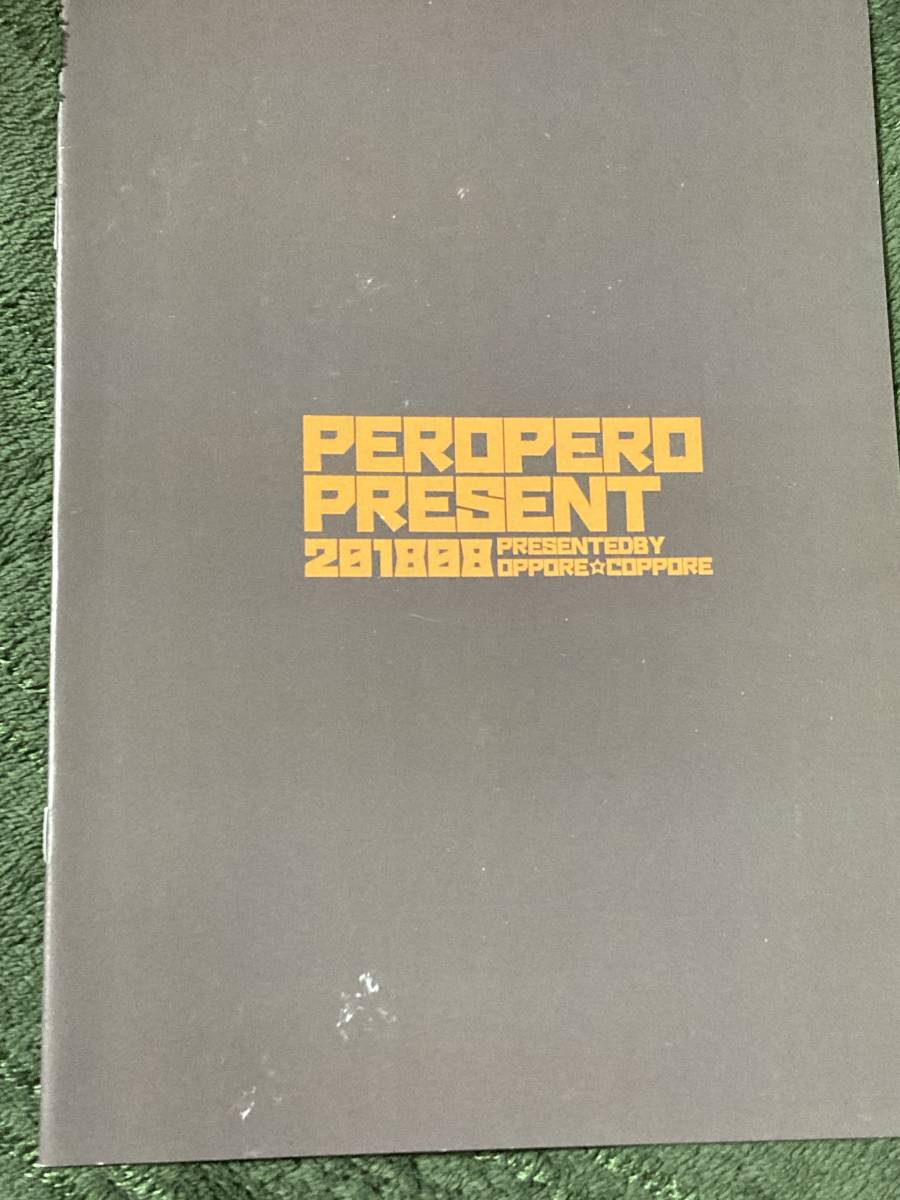 PEROPERO
PRESENT
201808
PRESENTEDBY
OPPORE☆COPPORE